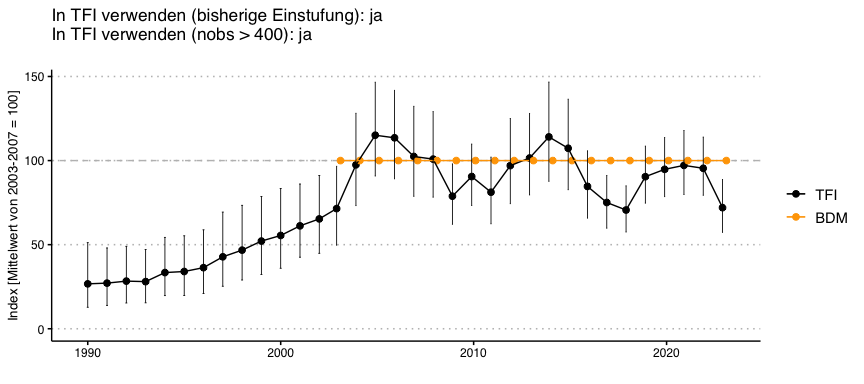 In TFI verwenden (bisherige Einstufung): ja
In TFI verwenden (nobs > 400): ja
Index [Mittelwert von 2003-2007 = 100]
150
100
50
0
1990
2000
2010
2020
TFI
BDM